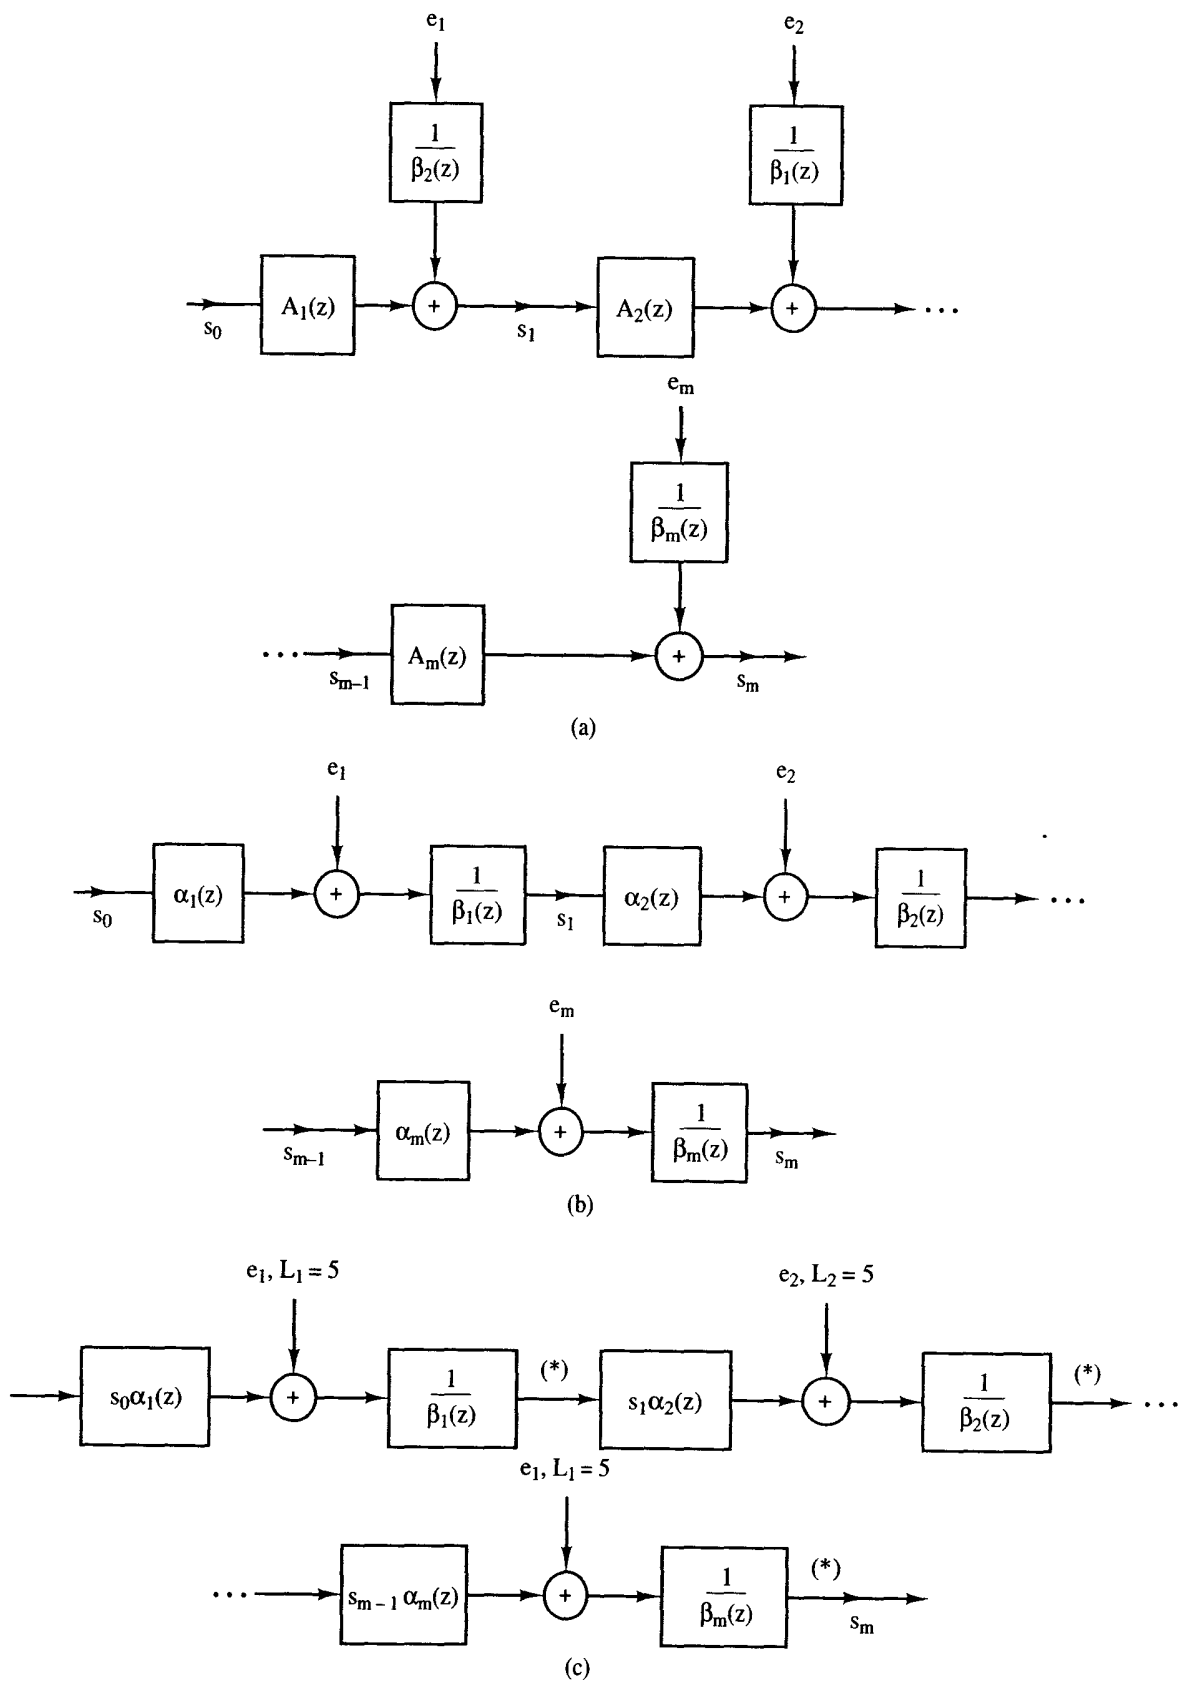 e₁ e₂
1 / β₂(z) 1 / β₁(z)
s₀ A₁(z) + s₁ A₂(z) + ...
eₘ
1 / βₘ(z)
... sₘ₋₁ Aₘ(z) + sₘ
(a)
e₁ e₂
s₀ α₁(z) + 1 / β₁(z) s₁ α₂(z) + 1 / β₂(z) ...
eₘ
sₘ₋₁ αₘ(z) + 1 / βₘ(z) sₘ
(b)
e₁, L₁ = 5 e₂, L₂ = 5
s₀α₁(z) + 1 / β₁(z) (*) s₁α₂(z) + 1 / β₂(z) (*) ...
e₁, L₁ = 5
... sₘ₋₁ αₘ(z) + 1 / βₘ(z) (*) sₘ
(c)